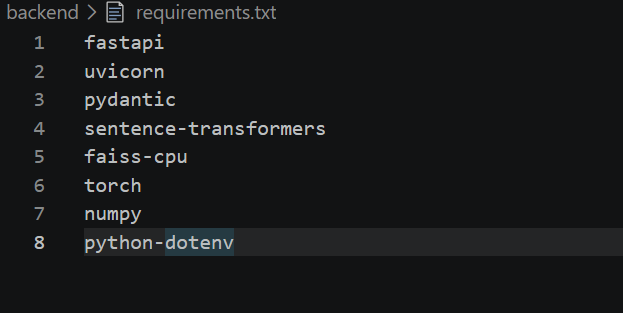 backend > requirements.txt
1 fastapi
2 uvicorn
3 pydantic
4 sentence-transformers
5 faiss-cpu
6 torch
7 numpy
8 python-dotenv